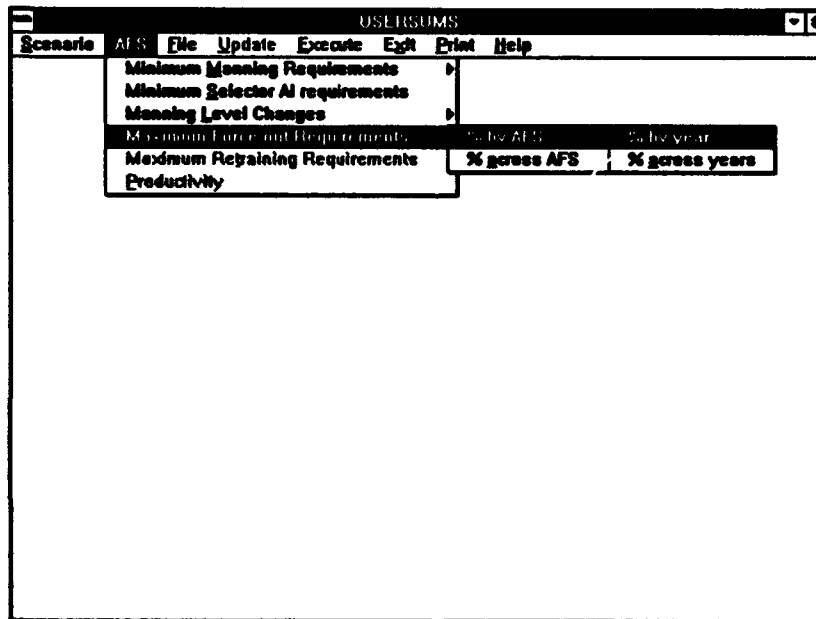 USERSUMS
Scenario AFS File Update Execute Exit Print Help
Minimum Manning Requirements
Minimum Selector AI requirements
Manning Level Changes
Maximum Force-out Requirements % by AFS % by year
Maximum Retraining Requirements % across AFS % across years
Productivity